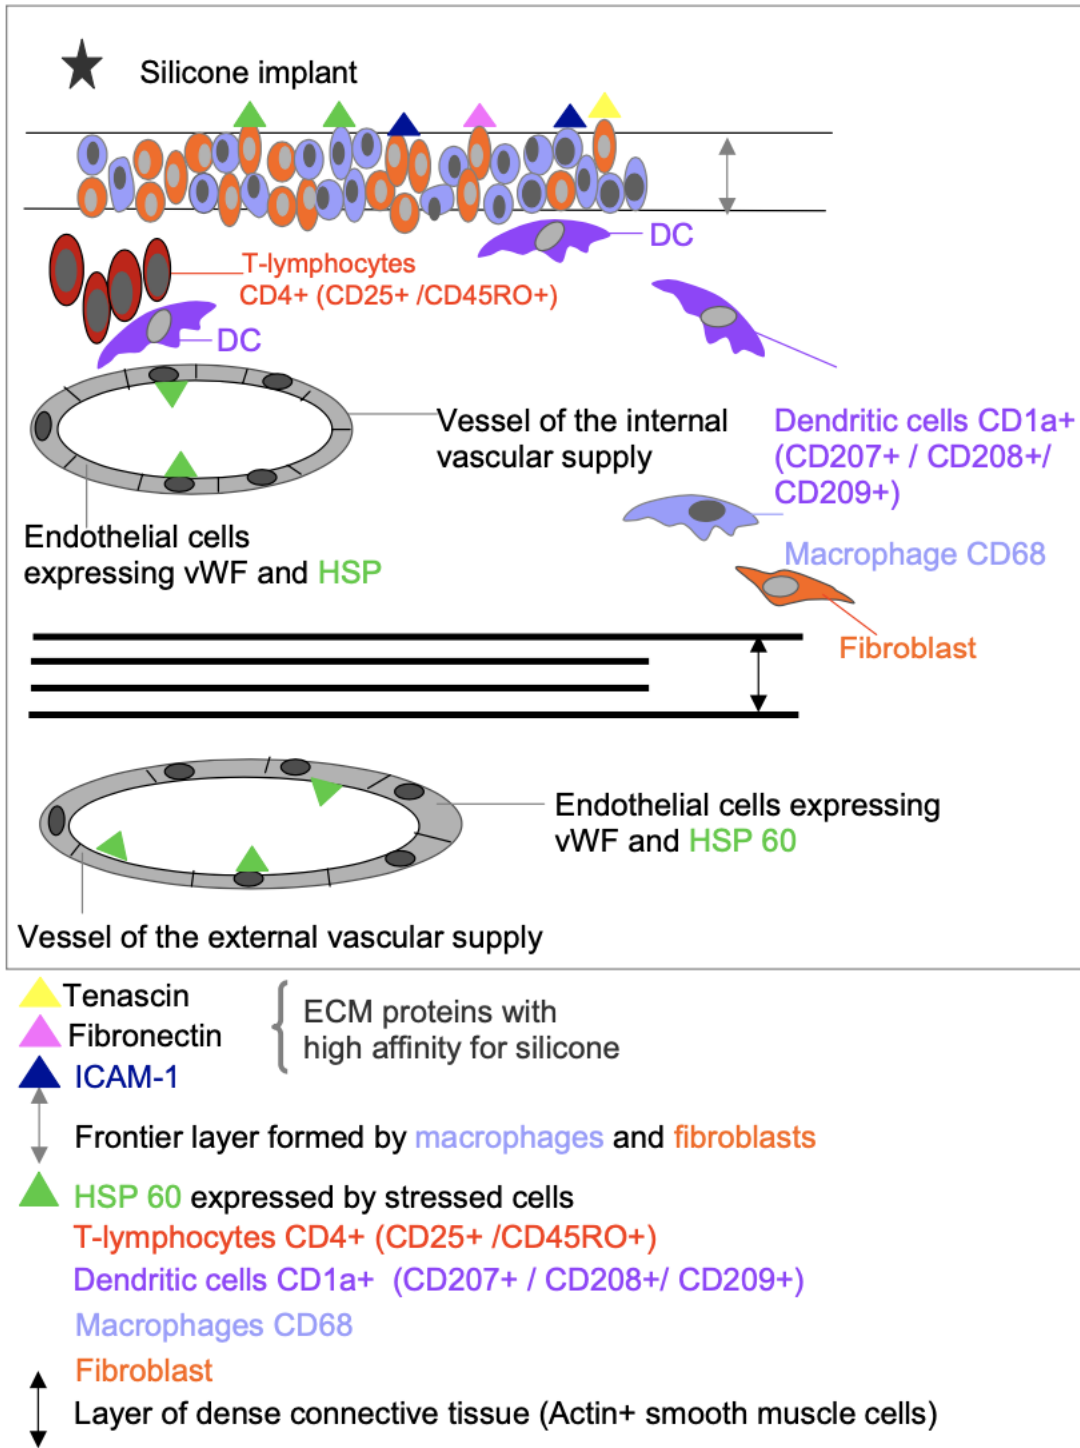 Silicone implant
DC
T-lymphocytes
CD4+ (CD25+ /CD45RO+)
DC
Vessel of the internal
vascular supply
Dendritic cells CD1a+
(CD207+ / CD208+/
CD209+)
Endothelial cells
expressing vWF and HSP
Macrophage CD68
Fibroblast
Endothelial cells expressing
vWF and HSP 60
Vessel of the external vascular supply
Tenascin
Fibronectin
ICAM-1
ECM proteins with
high affinity for silicone
Frontier layer formed by macrophages and fibroblasts
HSP 60 expressed by stressed cells
T-lymphocytes CD4+ (CD25+ /CD45RO+)
Dendritic cells CD1a+ (CD207+ / CD208+/ CD209+)
Macrophages CD68
Fibroblast
Layer of dense connective tissue (Actin+ smooth muscle cells)